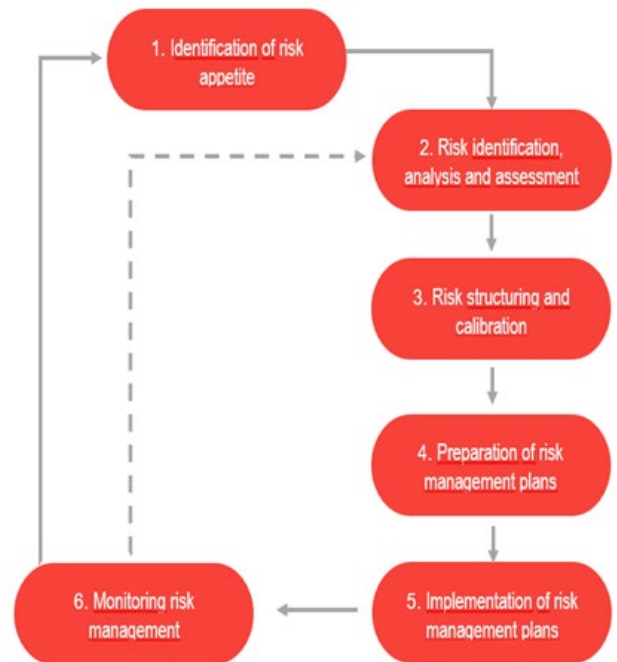 1. Identification of risk
appetite
2. Risk identification,
analysis and assessment
3. Risk structuring and
calibration
4. Preparation of risk
management plans
5. Implementation of risk
management plans
6. Monitoring risk
management